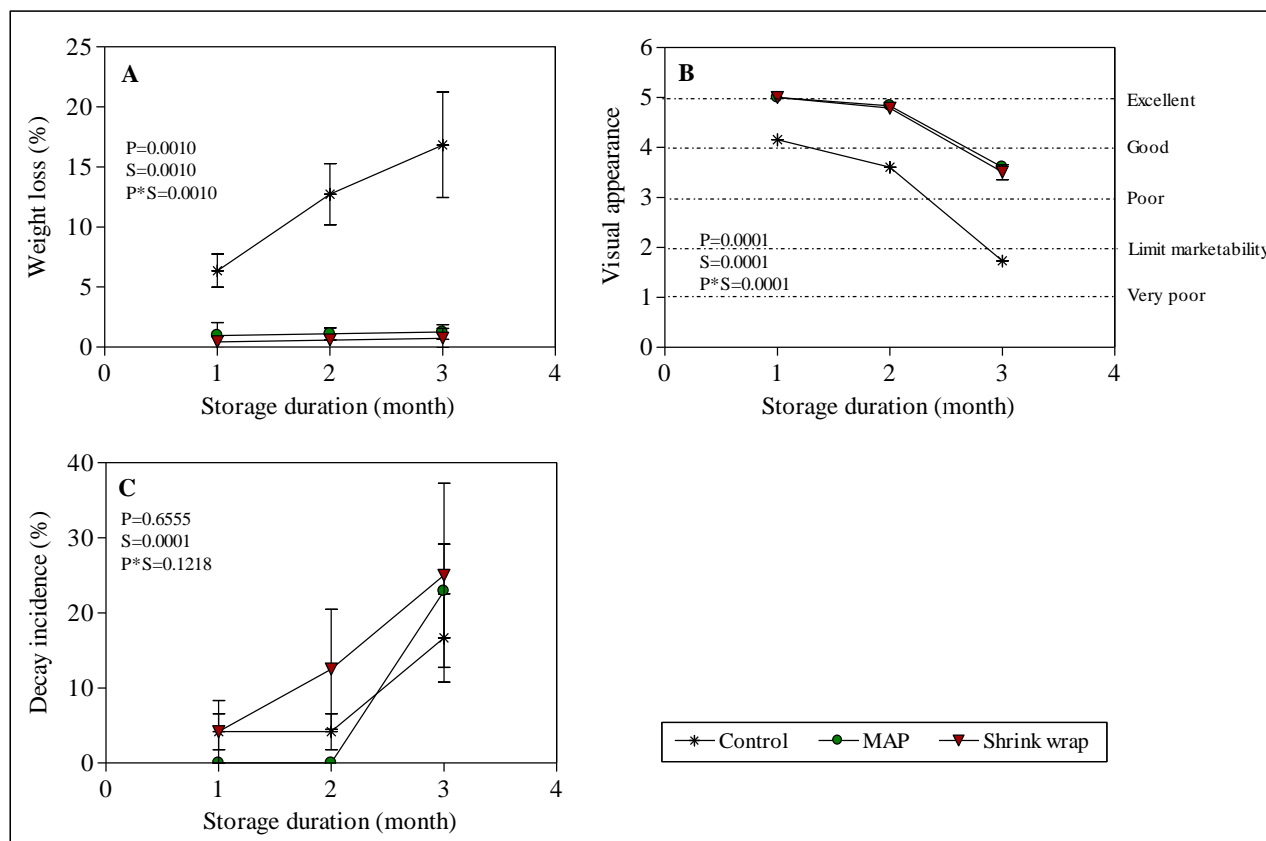 A
Weight loss (%)
25
20
15
10
5
0
P=0.0010
S=0.0010
P*S=0.0010
0 1 2 3 4
Storage duration (month)
B
Visual appearance
6
5
4
3
2
1
0
P=0.0001
S=0.0001
P*S=0.0001
Excellent
Good
Poor
Limit marketability
Very poor
0 1 2 3 4
Storage duration (month)
C
Decay incidence (%)
40
30
20
10
0
P=0.6555
S=0.0001
P*S=0.1218
0 1 2 3 4
Storage duration (month)
Control MAP Shrink wrap